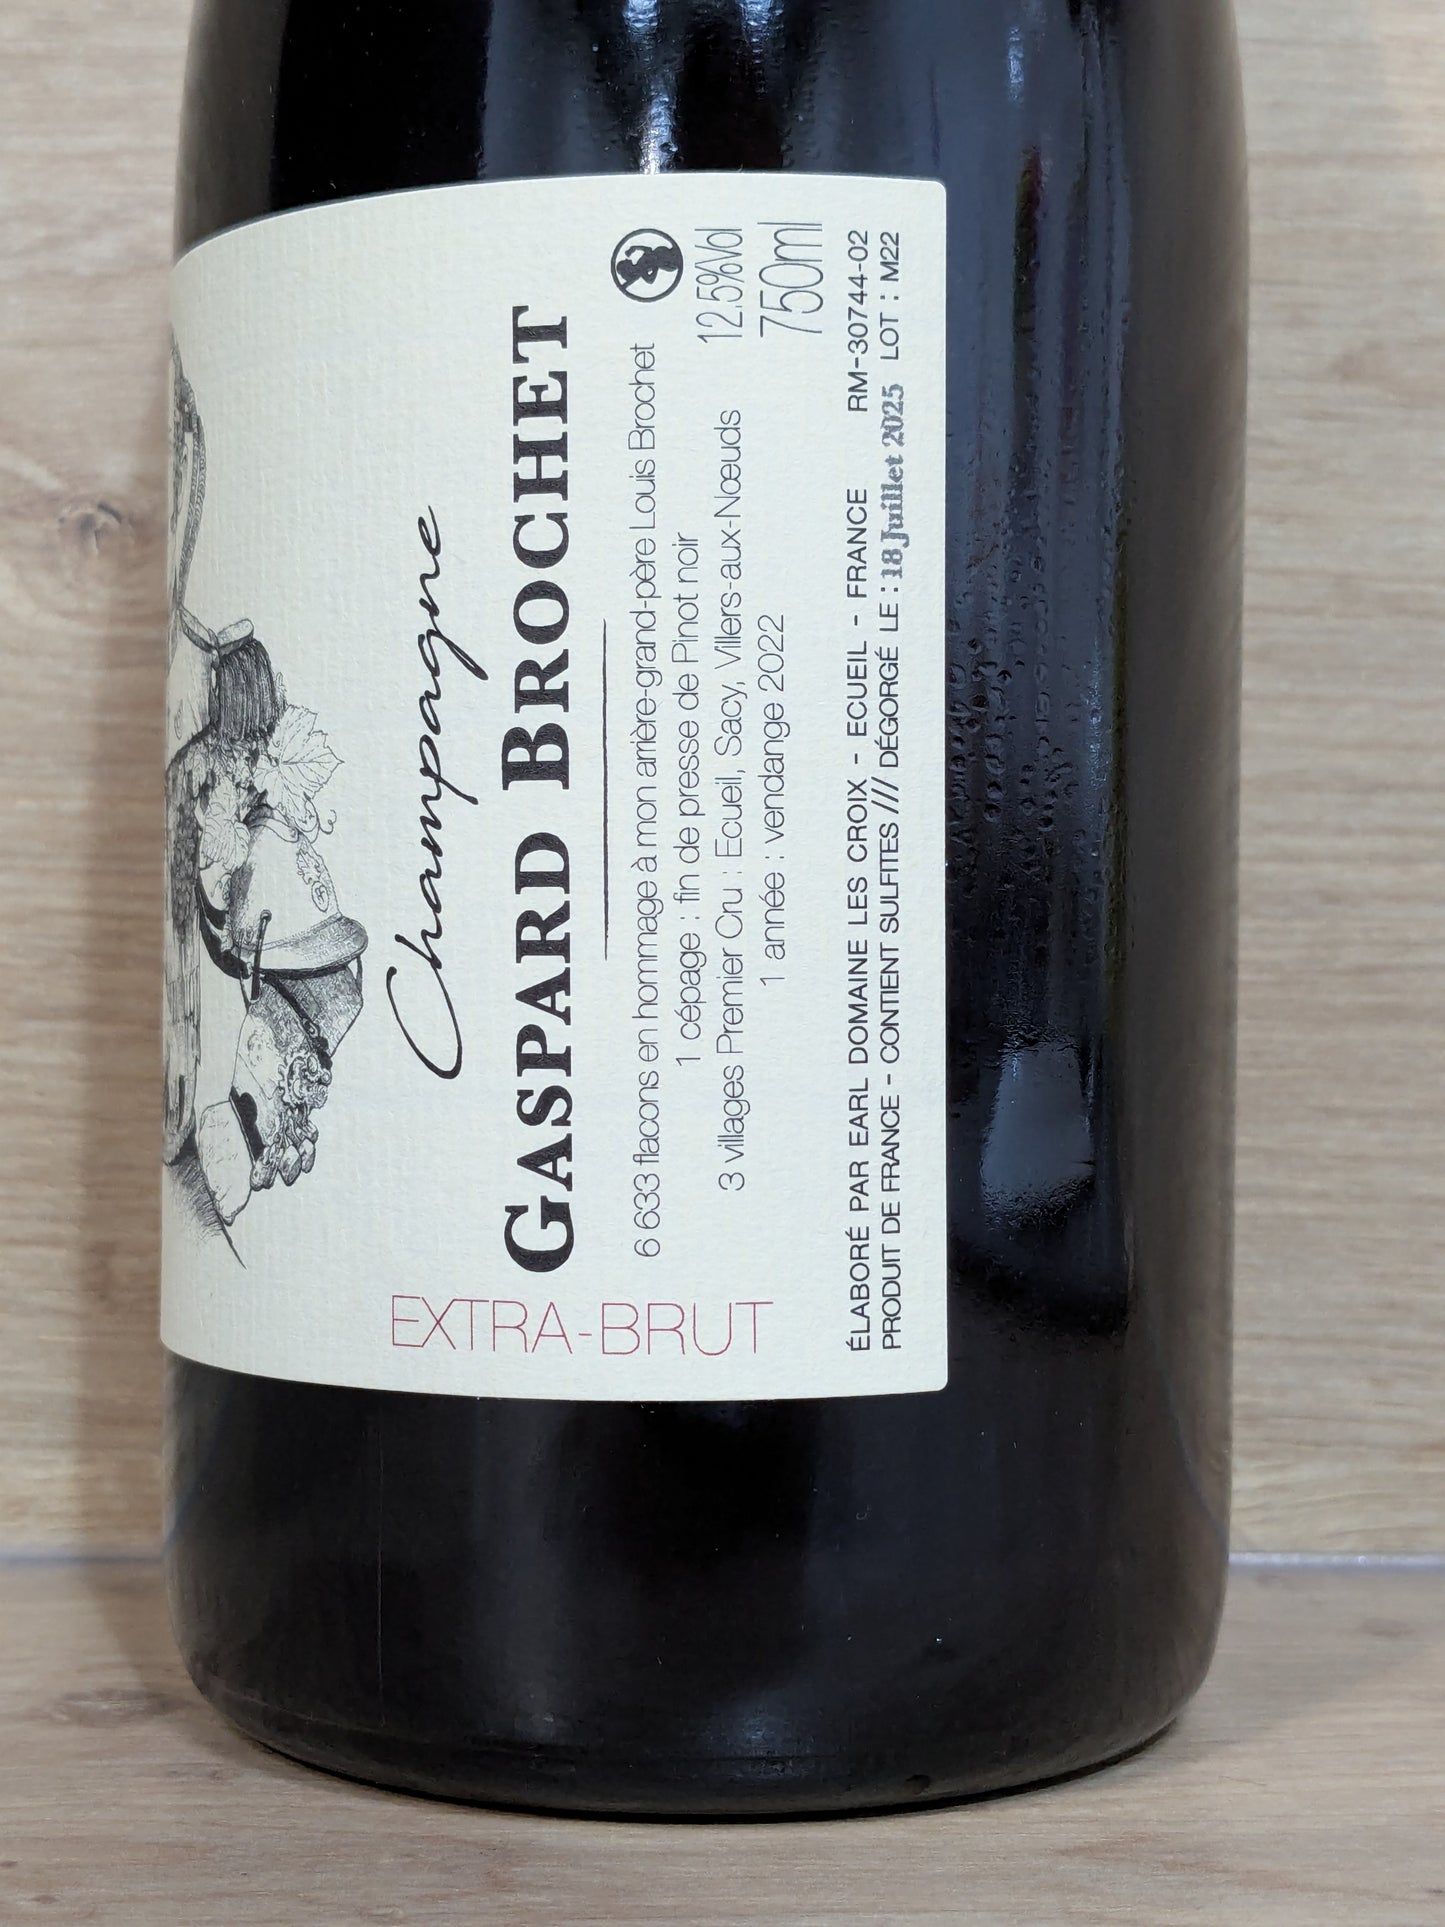 Champagne
GASPARD BROCHET
6 633 flacons en hommage à mon arrière-grand-père Louis Brochet
1 cépage : fin de presse de Pinot noir
3 villages Premier Cru : Ecueil, Sacy, Villers-aux-Nœuds
1 année : vendange 2022
EXTRA-BRUT
12,5%Vol
750ml
ÉLABORÉ PAR EARL DOMAINE LES CROIX - ECUEIL - FRANCE RM-30744-02
PRODUIT DE FRANCE - CONTIENT SULFITES /// DÉGORGÉ LE : 18 Juillet 2025 LOT : M22